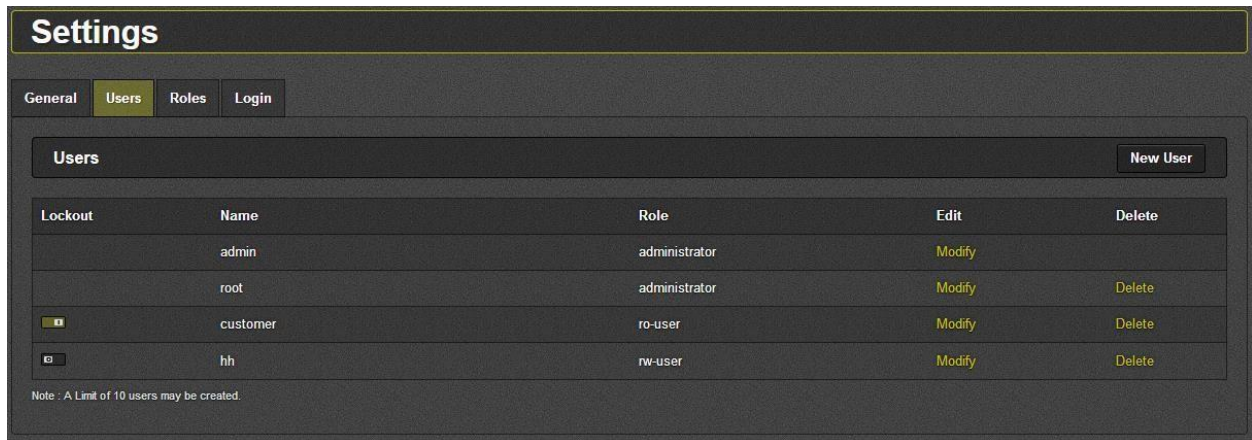 Settings
General Users Roles Login
Users New User
Lockout Name Role Edit Delete
admin administrator Modify
root administrator Modify Delete
customer ro-user Modify Delete
hh rw-user Modify Delete
Note : A Limit of 10 users may be created.